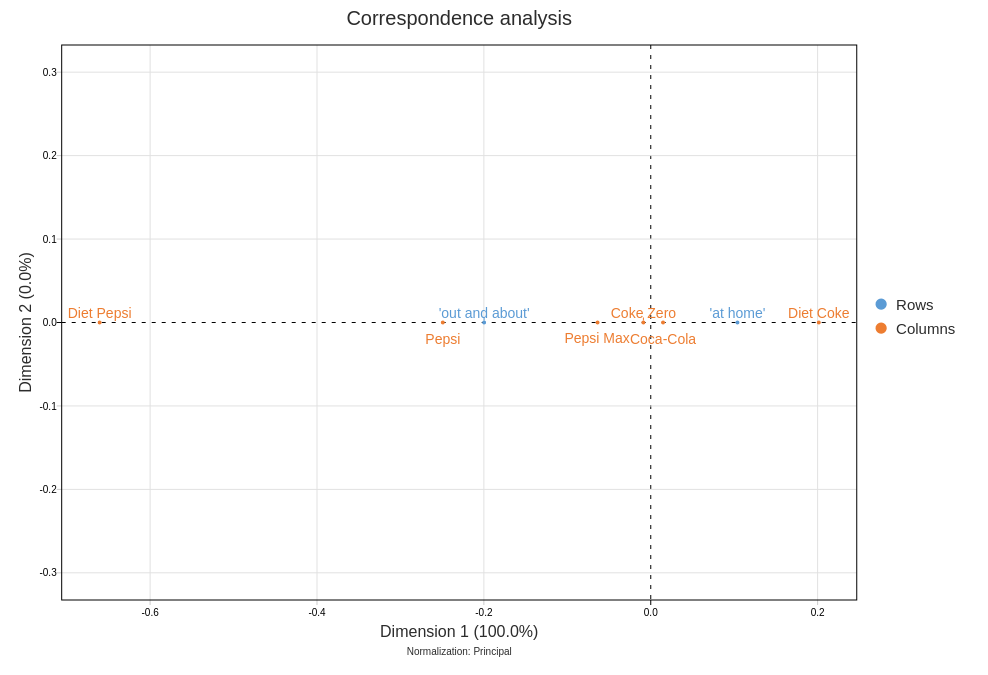 Correspondence analysis
0.3
0.2
0.1
Diet Pepsi 'out and about' Coke Zero 'at home' Diet Coke
0.0
Pepsi Pepsi Max Coca-Cola
-0.1
-0.2
-0.3
Dimension 2 (0.0%)
-0.6 -0.4 -0.2 0.0 0.2
Dimension 1 (100.0%)
Normalization: Principal
Rows
Columns